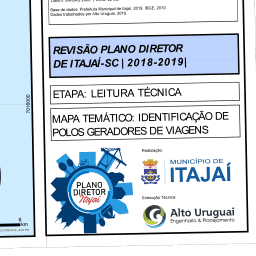 Base de dados: Prefeitura Municipal de Itajaí, 2019. IBGE, 2010.
Dados trabalhados por Alto Uruguai, 2019.
REVISÃO PLANO DIRETOR
DE ITAJAÍ-SC | 2018-2019|
ETAPA: LEITURA TÉCNICA
MAPA TEMÁTICO: IDENTIFICAÇÃO DE
POLOS GERADORES DE VIAGENS
Realização:
MUNICÍPIO DE
ITAJAÍ
PLANO
DIRETOR
Itajaí
Execução Técnica:
Alto Uruguai
Engenharia & Planejamento
6
km